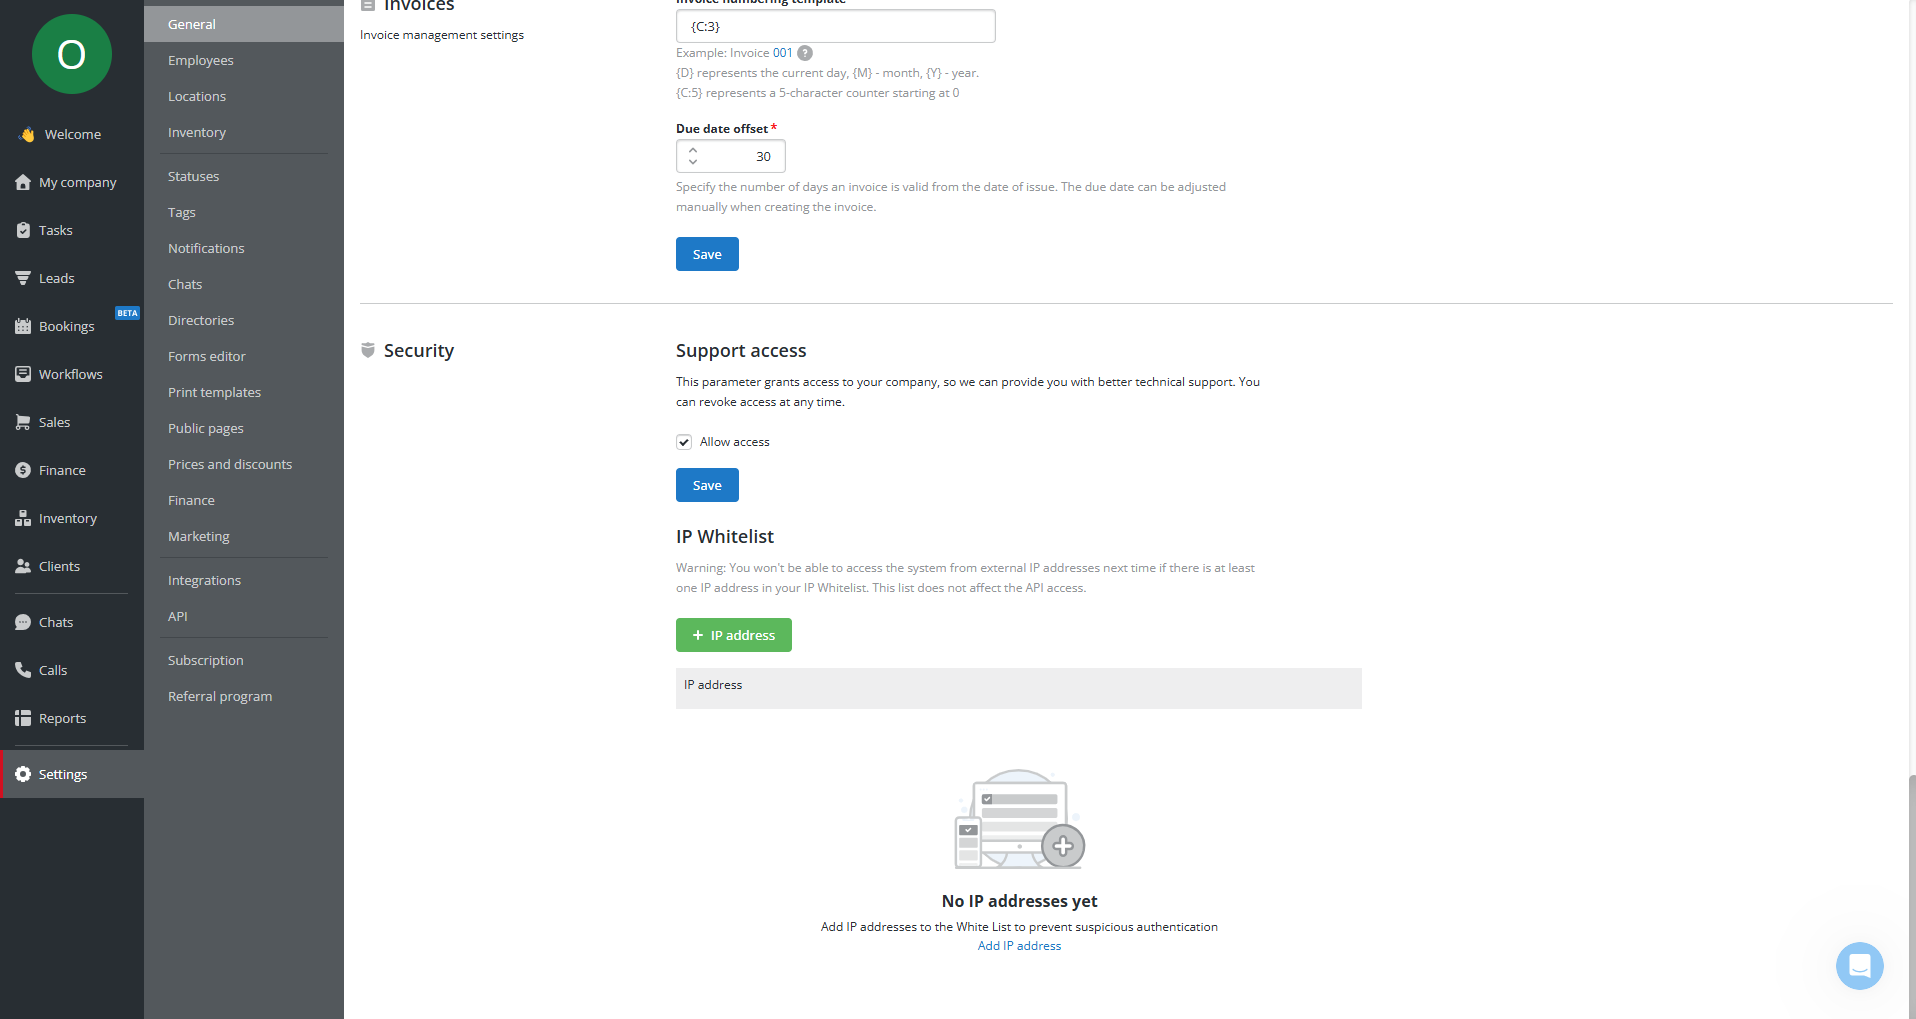 O
Welcome
My company
Tasks
Leads
BETA
Bookings
Workflows
Sales
Finance
Inventory
Clients
Chats
Calls
Reports
Settings
General
Employees
Locations
Inventory
Statuses
Tags
Notifications
Chats
Directories
Forms editor
Print templates
Public pages
Prices and discounts
Finance
Marketing
Integrations
API
Subscription
Referral program
Invoices
Invoice management settings
Invoice numbering template
{C:3}
Example: Invoice 001 ?
{D} represents the current day, {M} - month, {Y} - year.
{C:5} represents a 5-character counter starting at 0
Due date offset *
30
Specify the number of days an invoice is valid from the date of issue. The due date can be adjusted
manually when creating the invoice.
Save
Security
Support access
This parameter grants access to your company, so we can provide you with better technical support. You
can revoke access at any time.
Allow access
Save
IP Whitelist
Warning: You won't be able to access the system from external IP addresses next time if there is at least
one IP address in your IP Whitelist. This list does not affect the API access.
+ IP address
IP address
No IP addresses yet
Add IP addresses to the White List to prevent suspicious authentication
Add IP address